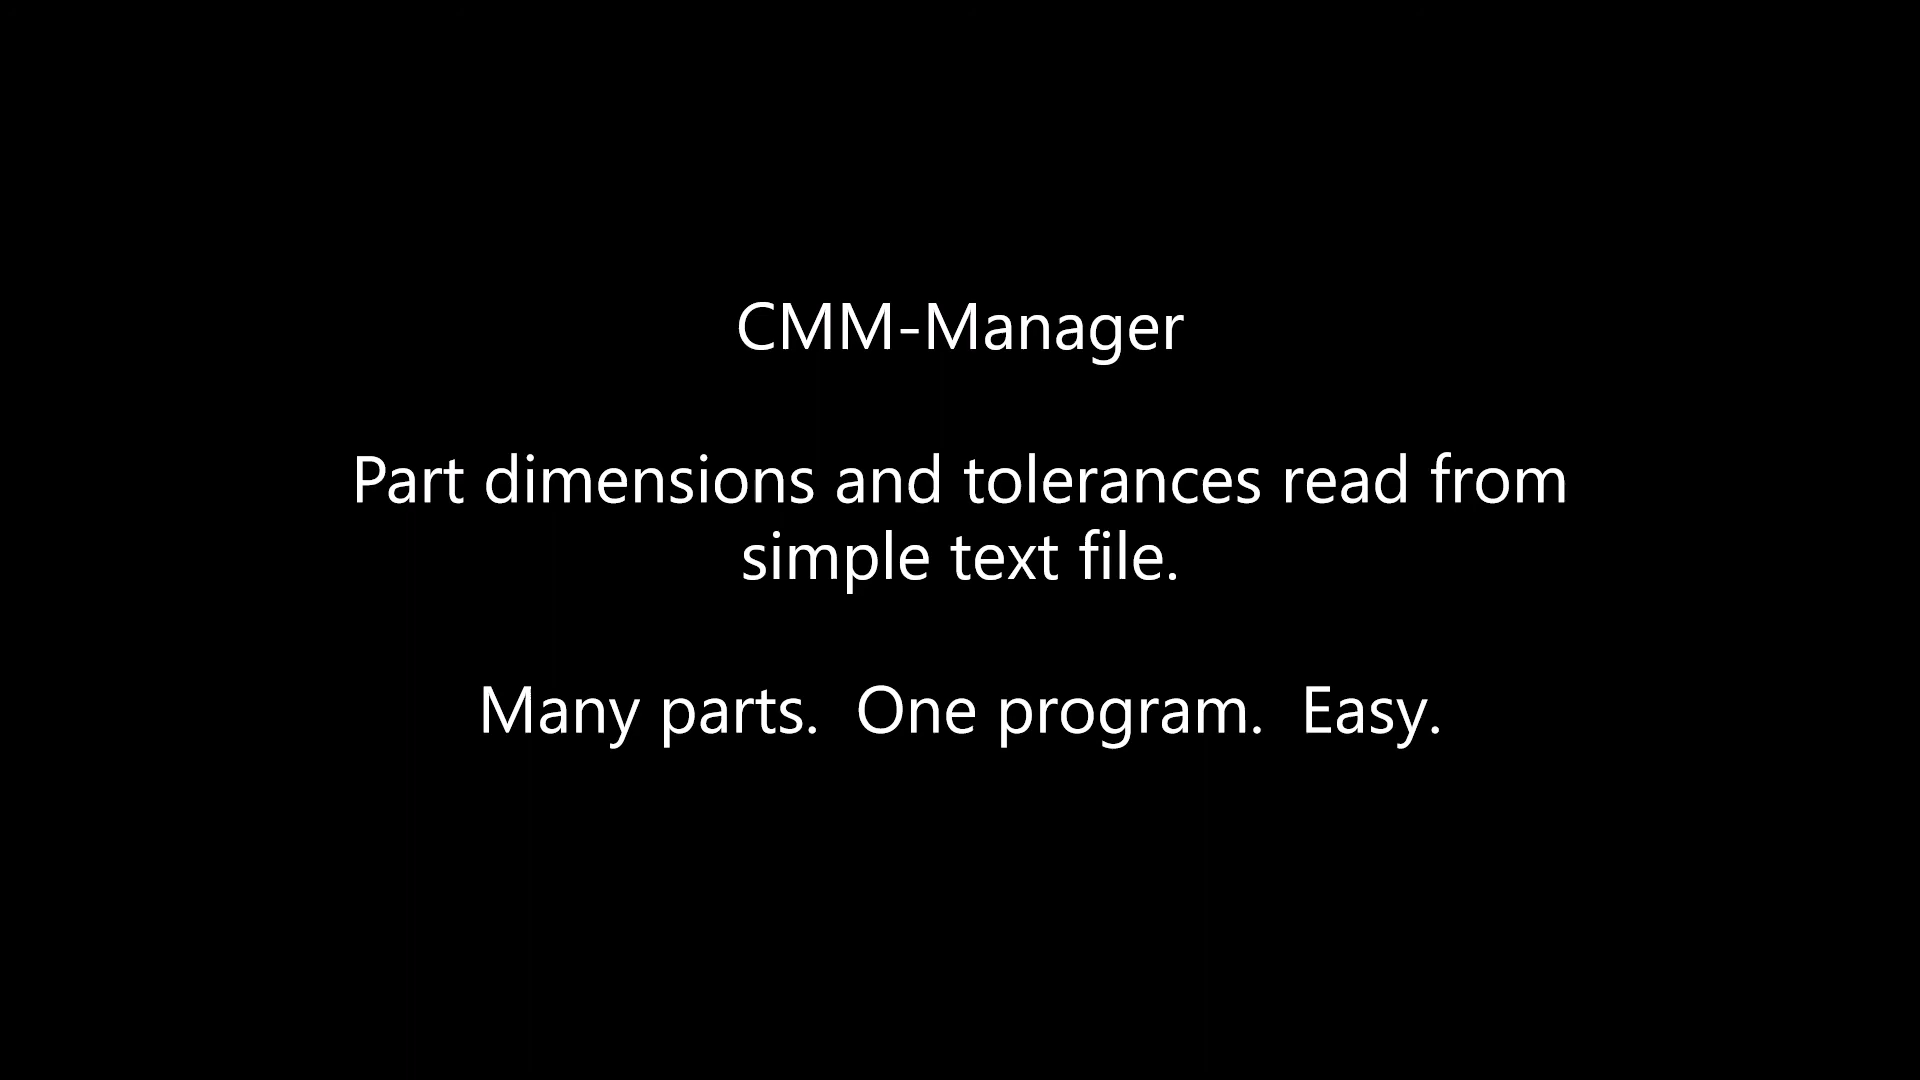 CMM-Manager
Part dimensions and tolerances read from
simple text file.
Many parts.  One program.  Easy.